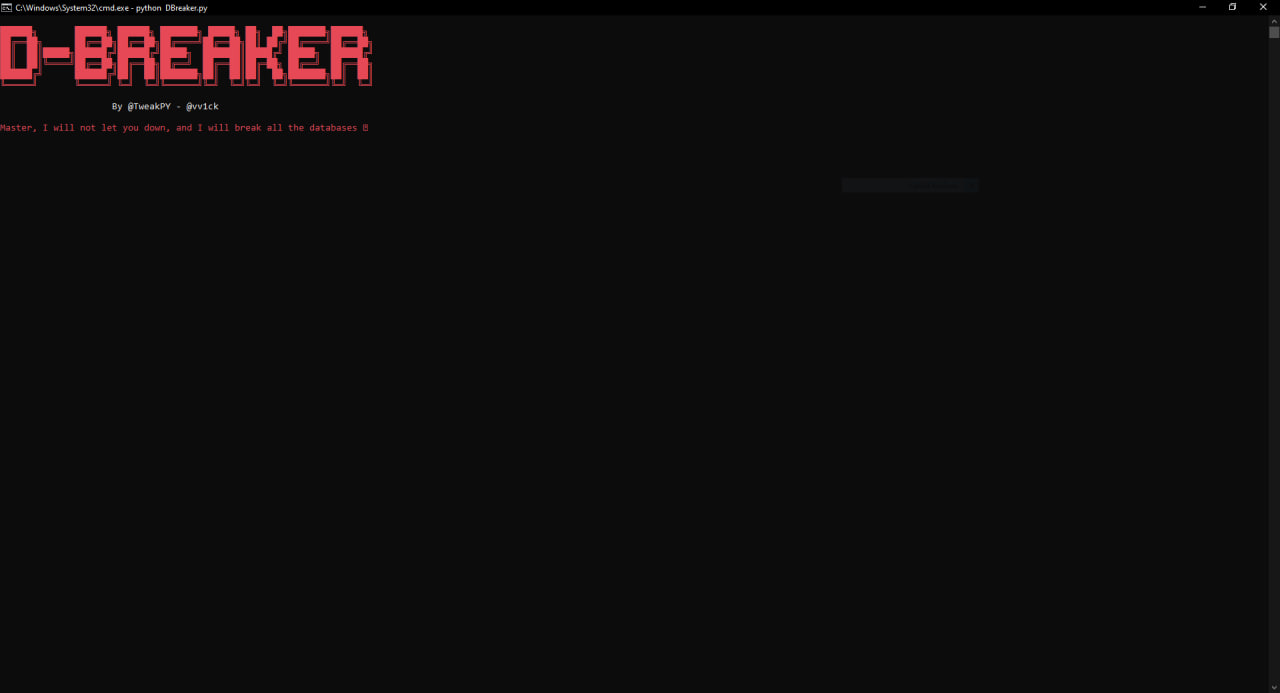 C:\Windows\System32\cmd.exe - python DBreaker.py
D-BREAKER
By @TweakPY - @vv1ck
Master, I will not let you down, and I will break all the databases